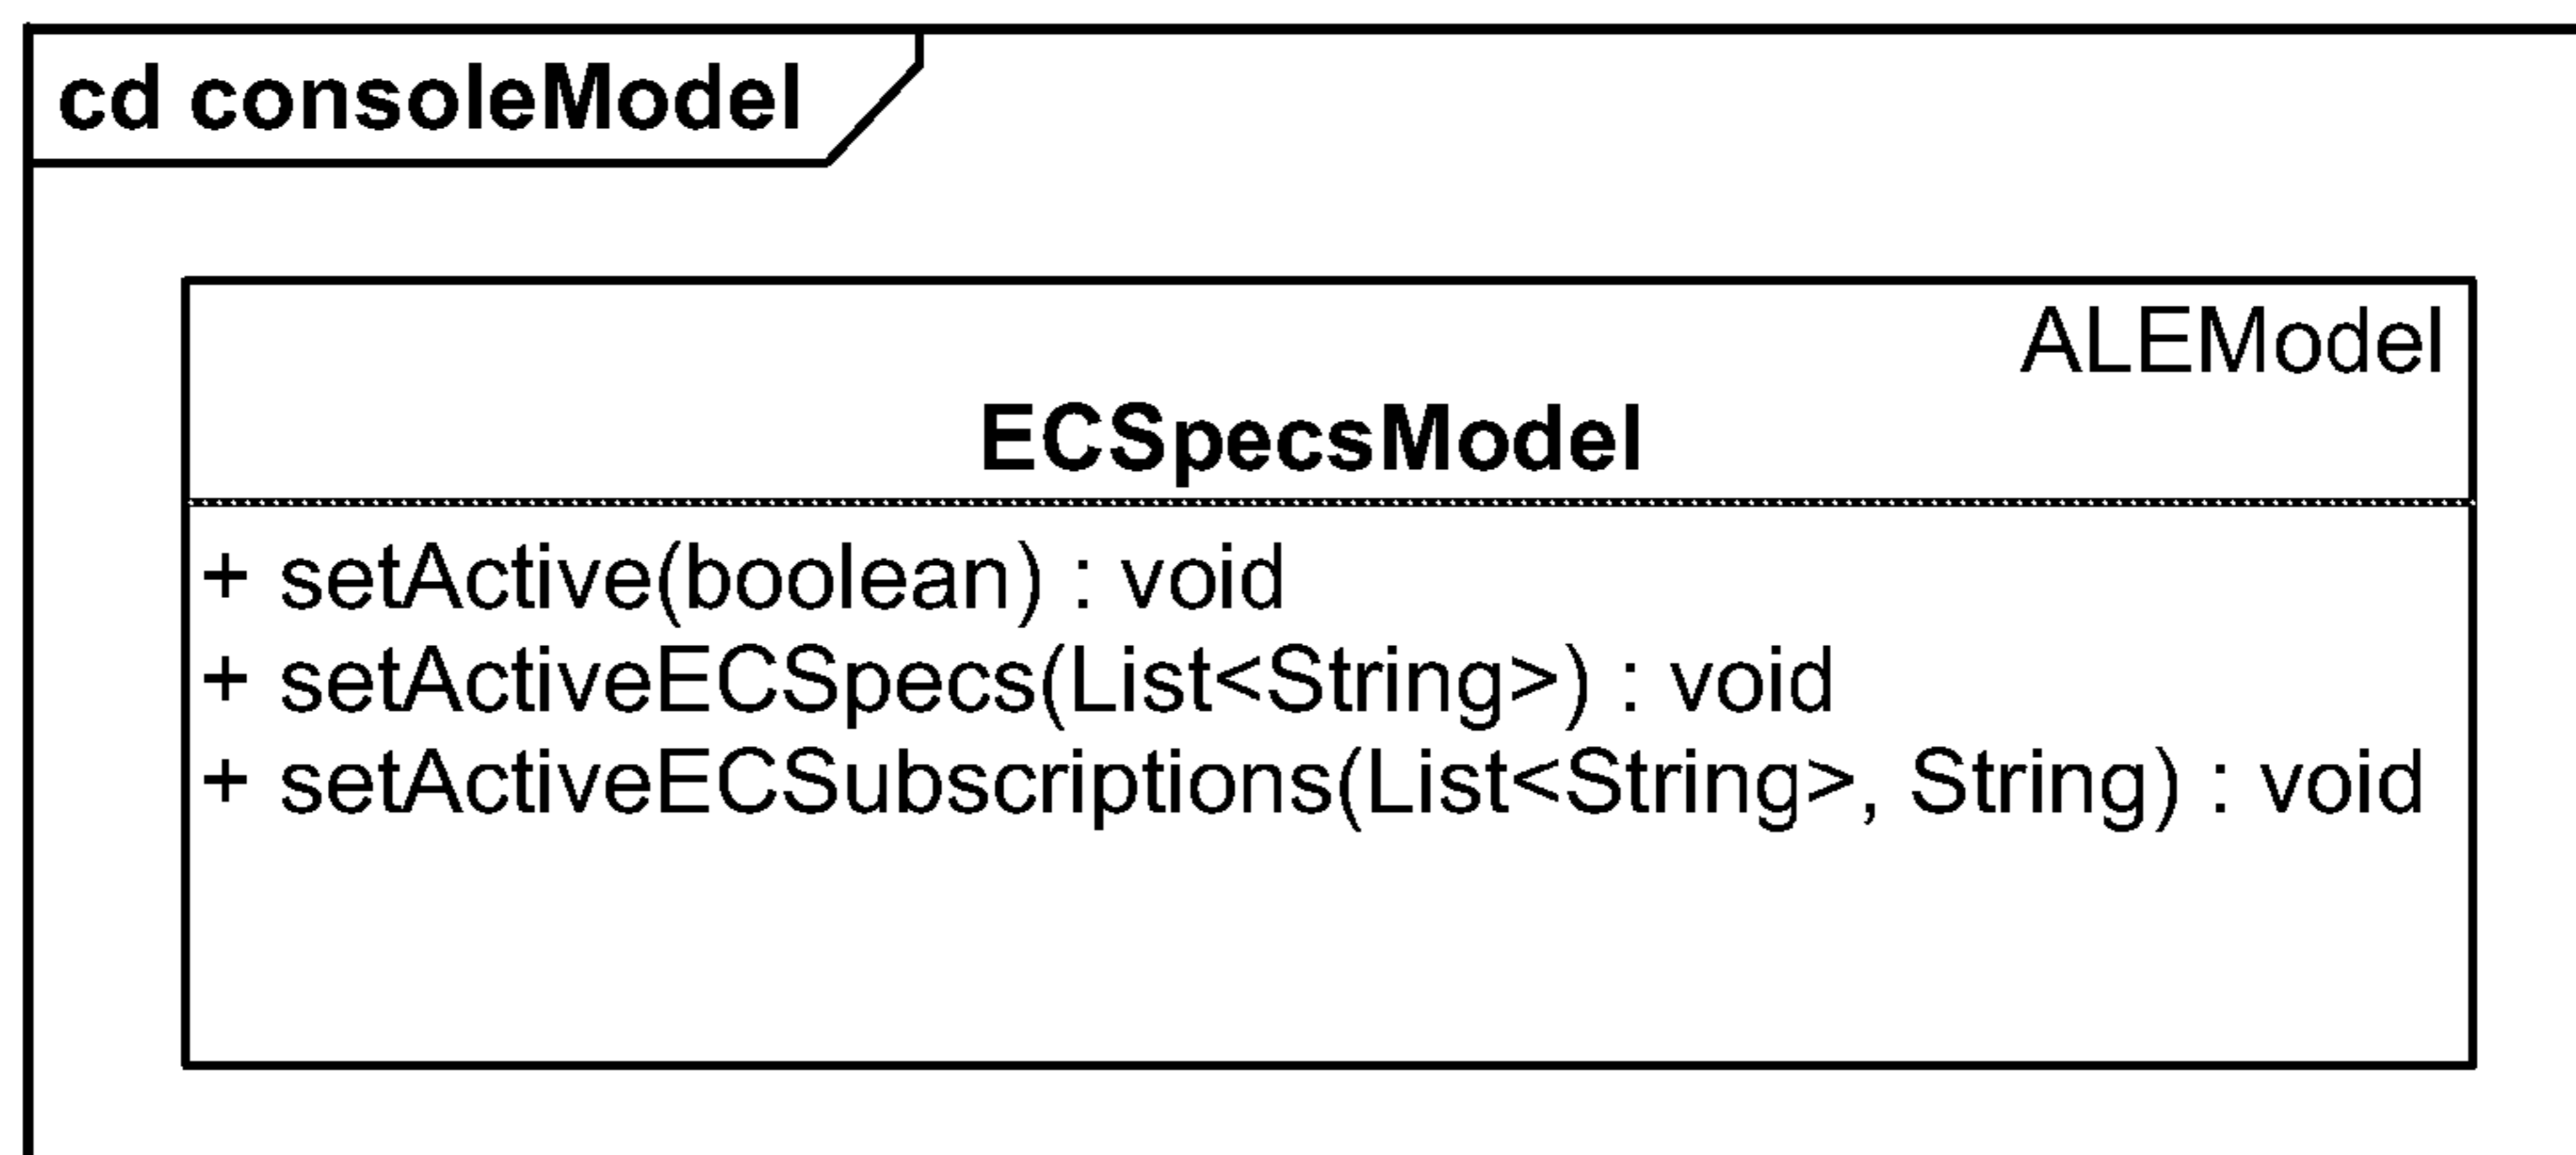 cd consoleModel
ALEModel
ECSpecsModel
+ setActive(boolean) : void
+ setActiveECSpecs(List<String>) : void
+ setActiveECSubscriptions(List<String>, String) : void